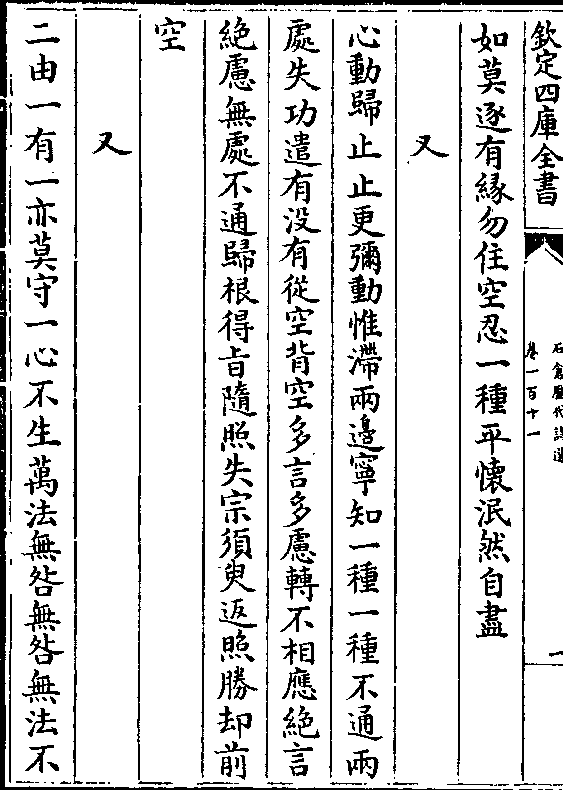 欽定四庫全書
石倉歷代詩選
卷一百十一
一
如莫逐有緣勿住空忍一種平懷泯然自盡
又
心動歸止止更彌動惟滯兩邊寧知一種一種不通兩
處失功遣有没有從空背空多言多慮轉不相應絶言
絶慮無處不通歸根得旨隨照失宗須臾返照勝却前
空
又
二由一有一亦莫守一心不生萬法無咎無咎無法不